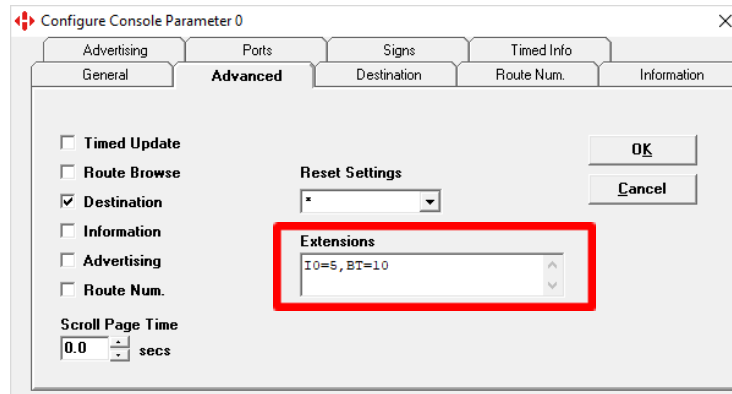 Configure Console Parameter 0
Advertising Ports Signs Timed Info
General Advanced Destination Route Num. Information
Timed Update
Route Browse
Destination
Information
Advertising
Route Num.
Scroll Page Time
0.0 secs
Reset Settings
*
Extensions
IO=5,BT=10
OK
Cancel